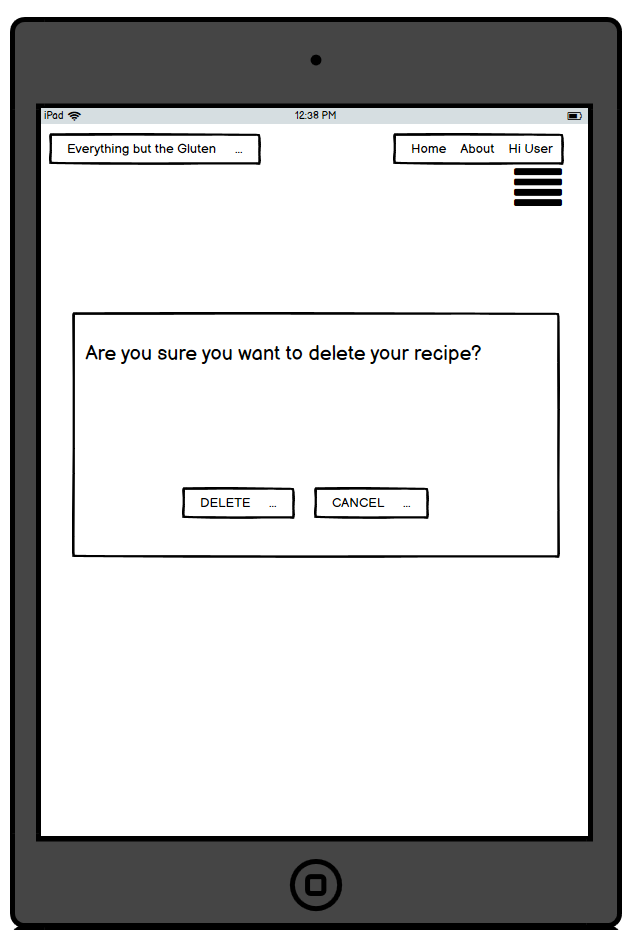 iPad 12:38 PM
Everything but the Gluten ... Home About Hi User
Are you sure you want to delete your recipe?
DELETE ... CANCEL ...